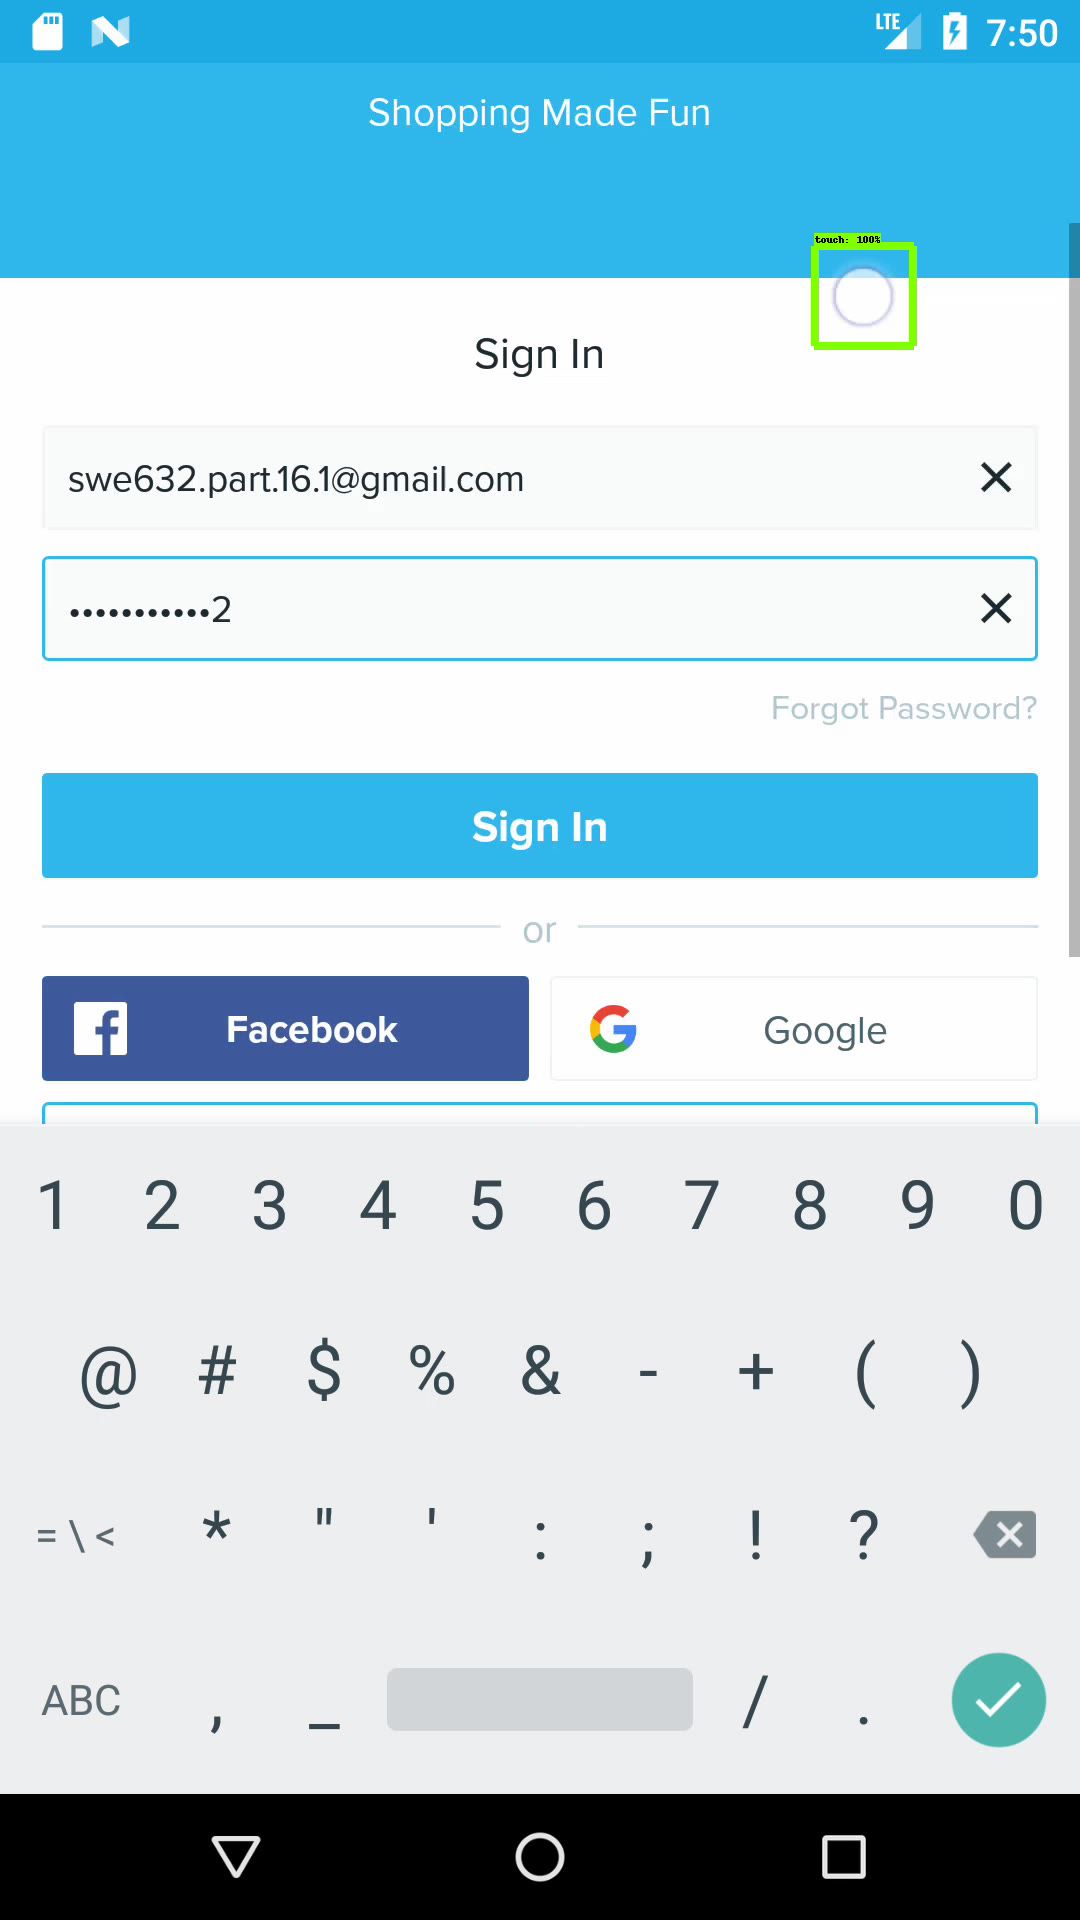 LTE 7:50
Shopping Made Fun
touch: 100%
Sign In
swe632.part.16.1@gmail.com
•••••••••••2
Forgot Password?
Sign In
or
Facebook
Google
1 2 3 4 5 6 7 8 9 0
@ # $ % & - + ( )
= \ < * " ' : ; ! ?
ABC , _ / .